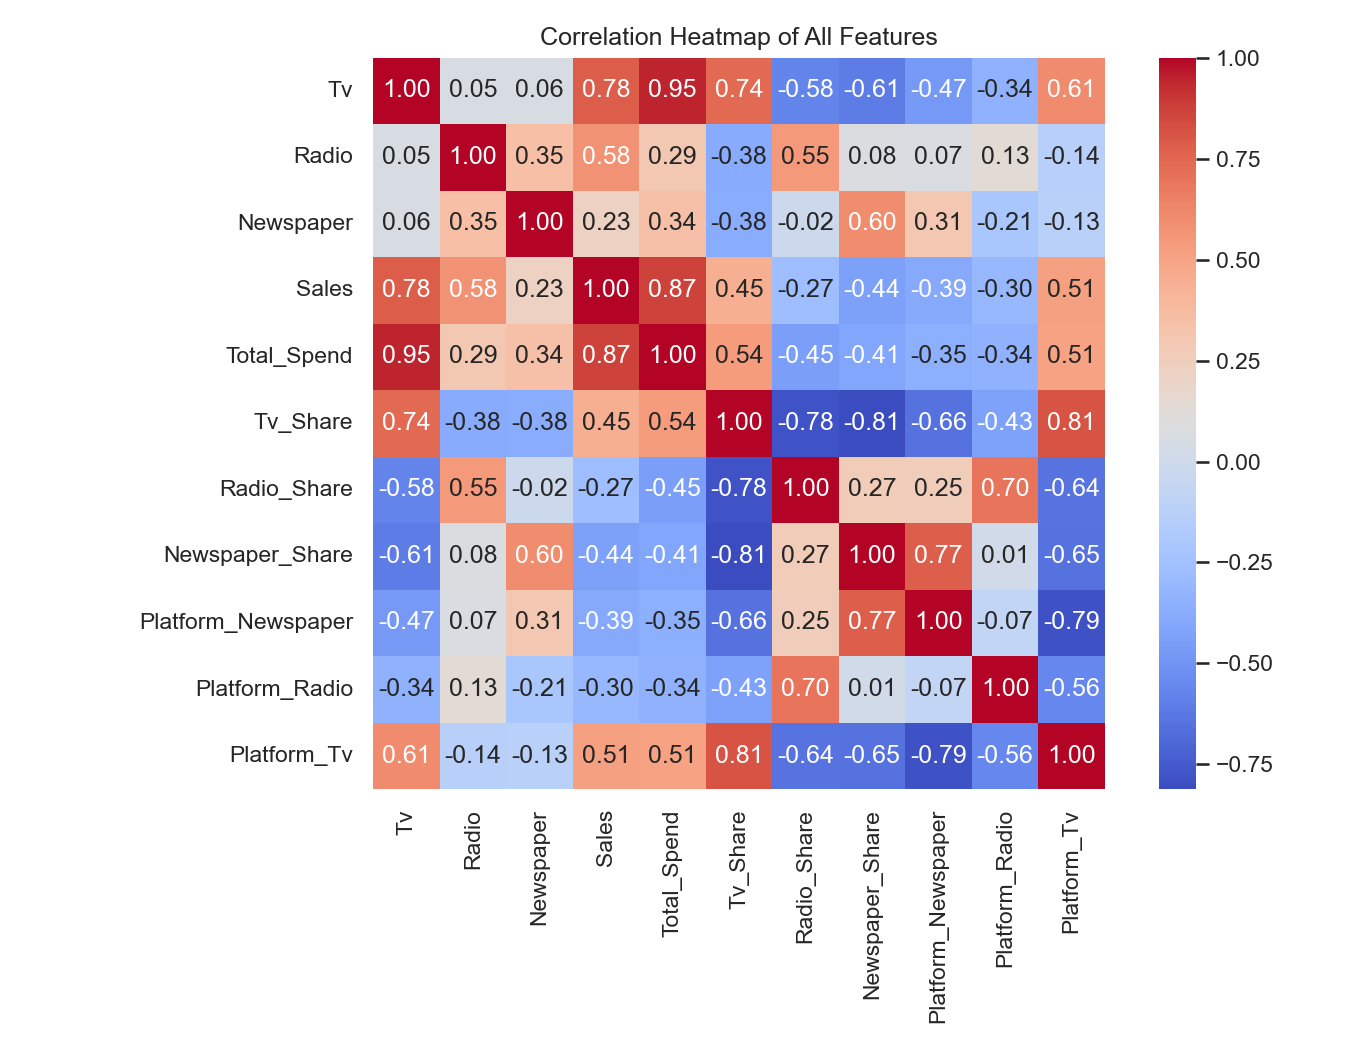 Correlation Heatmap of All Features
Tv 1.00 0.05 0.06 0.78 0.95 0.74 -0.58 -0.61 -0.47 -0.34 0.61
Radio 0.05 1.00 0.35 0.58 0.29 -0.38 0.55 0.08 0.07 0.13 -0.14
Newspaper 0.06 0.35 1.00 0.23 0.34 -0.38 -0.02 0.60 0.31 -0.21 -0.13
Sales 0.78 0.58 0.23 1.00 0.87 0.45 -0.27 -0.44 -0.39 -0.30 0.51
Total_Spend 0.95 0.29 0.34 0.87 1.00 0.54 -0.45 -0.41 -0.35 -0.34 0.51
Tv_Share 0.74 -0.38 -0.38 0.45 0.54 1.00 -0.78 -0.81 -0.66 -0.43 0.81
Radio_Share -0.58 0.55 -0.02 -0.27 -0.45 -0.78 1.00 0.27 0.25 0.70 -0.64
Newspaper_Share -0.61 0.08 0.60 -0.44 -0.41 -0.81 0.27 1.00 0.77 0.01 -0.65
Platform_Newspaper -0.47 0.07 0.31 -0.39 -0.35 -0.66 0.25 0.77 1.00 -0.07 -0.79
Platform_Radio -0.34 0.13 -0.21 -0.30 -0.34 -0.43 0.70 0.01 -0.07 1.00 -0.56
Platform_Tv 0.61 -0.14 -0.13 0.51 0.51 0.81 -0.64 -0.65 -0.79 -0.56 1.00
Tv
Radio
Newspaper
Sales
Total_Spend
Tv_Share
Radio_Share
Newspaper_Share
Platform_Newspaper
Platform_Radio
Platform_Tv
1.00
0.75
0.50
0.25
0.00
−0.25
−0.50
−0.75